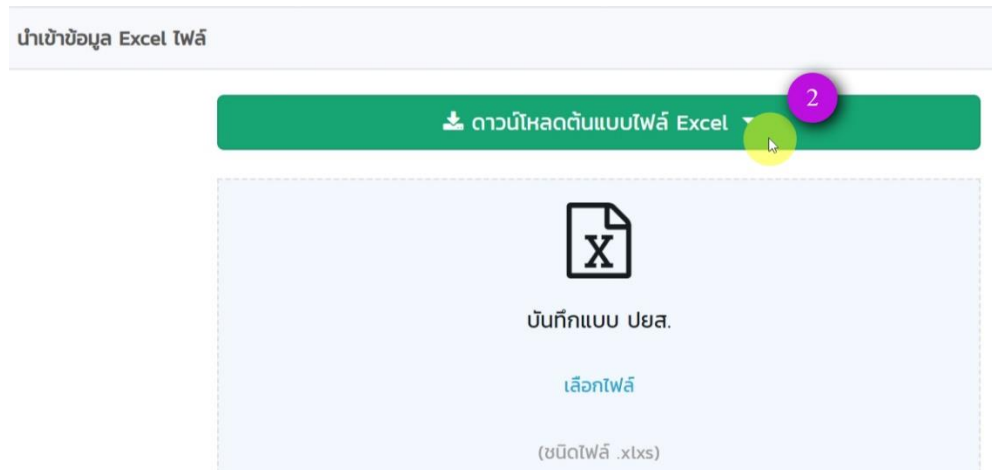 นำเข้าข้อมูล Excel ไฟล์
2
ดาวน์โหลดต้นแบบไฟล์ Excel
X
บันทึกแบบ ปยส.
เลือกไฟล์
(ชนิดไฟล์ .xlxs)